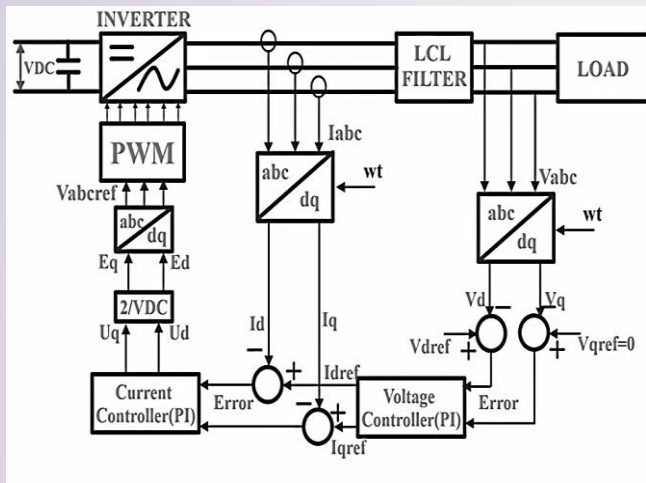 INVERTER
VDC
LCL
FILTER
LOAD
PWM
Iabc
abc
dq
wt
Vabc
abc
dq
wt
Vabcref
abc
dq
Eq
Ed
2/VDC
Uq
Ud
Id
Iq
Vd
Vq
Vdref
Vqref=0
Current
Controller(PI)
Error
Idref
Iqref
Voltage
Controller(PI)
Error